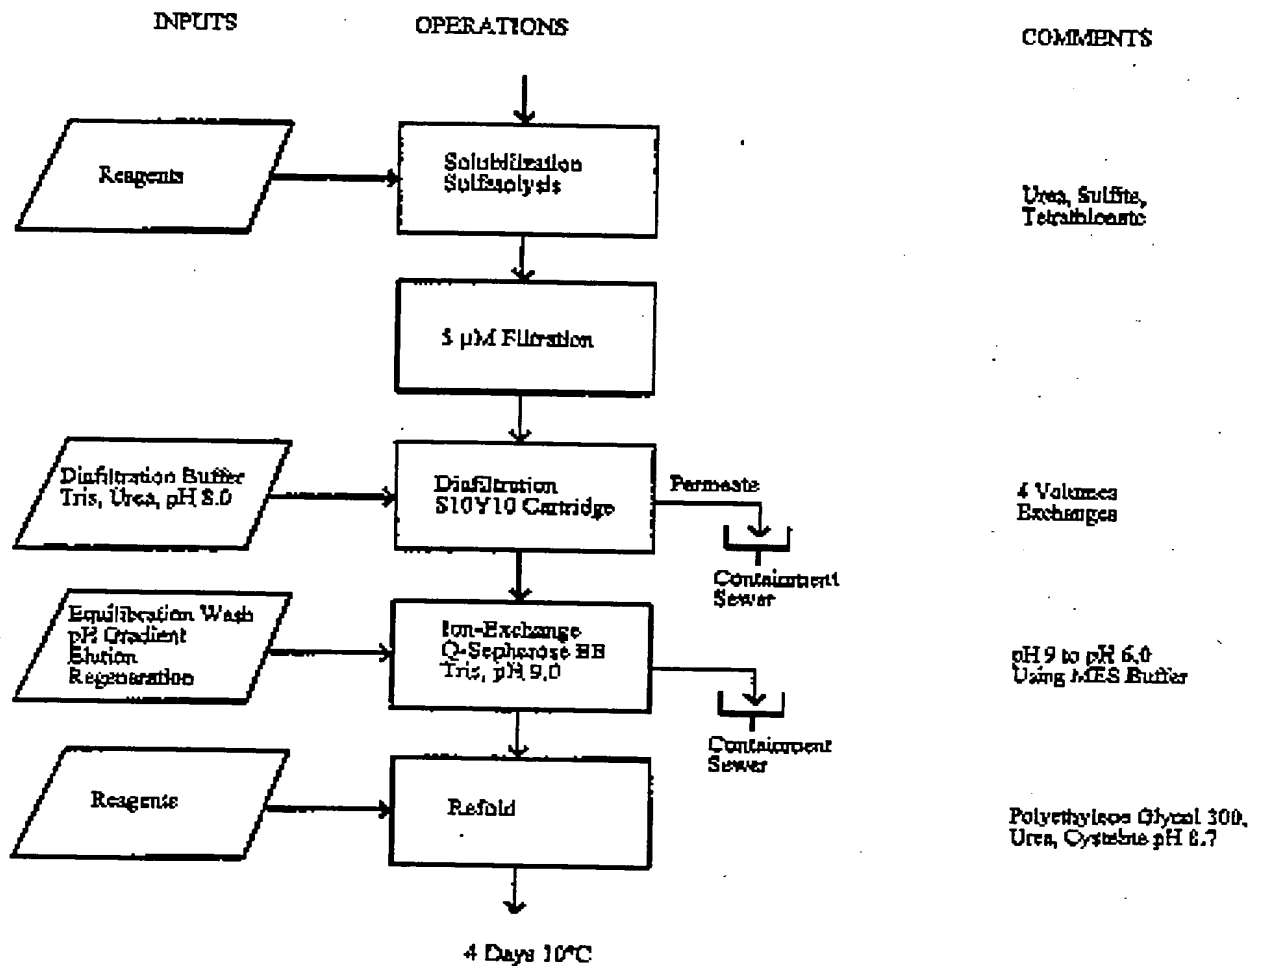 INPUTS
OPERATIONS
COMMENTS
Reagents
Solubilization
Sulfitolysis
Urea, Sulfite,
Tetrathionate
5 µM Filtration
Diafiltration Buffer
Tris, Urea, pH 8.0
Diafiltration
S10Y10 Cartridge
Permeate
4 Volumes
Exchanges
Containment
Sewer
Equilibration Wash
pH Gradient
Elution
Regeneration
Ion-Exchange
Q-Sepharose
Tris, pH 9.0
pH 9 to pH 6.0
Using MES Buffer
Containment
Sewer
Reagents
Refold
Polyethylene Glycol 300,
Urea, Cysteine pH
4 Days 10°C